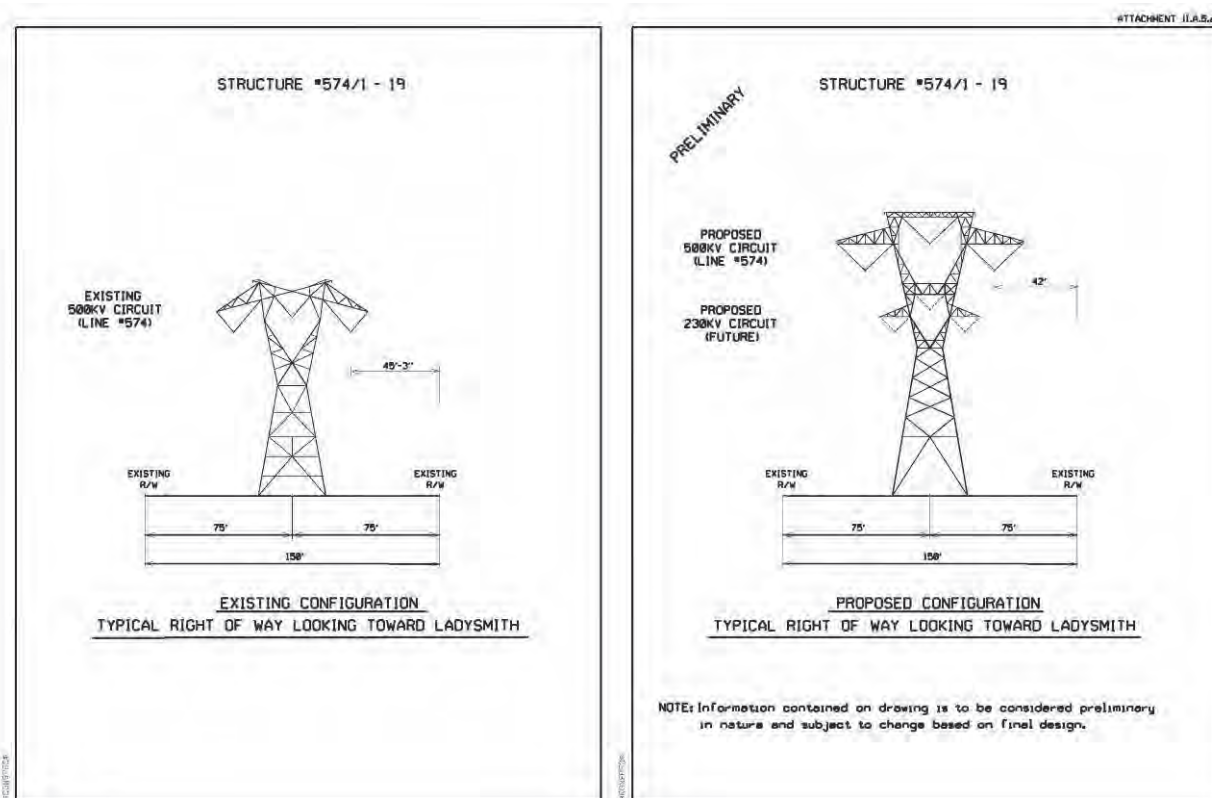 ATTACHMENT II.A.5.
STRUCTURE #574/1 - 19
EXISTING
500KV CIRCUIT
(LINE #574)
45'-3"
EXISTING
R/W
EXISTING
R/W
75'
75'
150'
EXISTING CONFIGURATION
TYPICAL RIGHT OF WAY LOOKING TOWARD LADYSMITH
STRUCTURE #574/1 - 19
PRELIMINARY
PROPOSED
500KV CIRCUIT
(LINE #574)
42'
PROPOSED
230KV CIRCUIT
(FUTURE)
EXISTING
R/W
EXISTING
R/W
75'
75'
150'
PROPOSED CONFIGURATION
TYPICAL RIGHT OF WAY LOOKING TOWARD LADYSMITH
NOTE: Information contained on drawing is to be considered preliminary
in nature and subject to change based on final design.